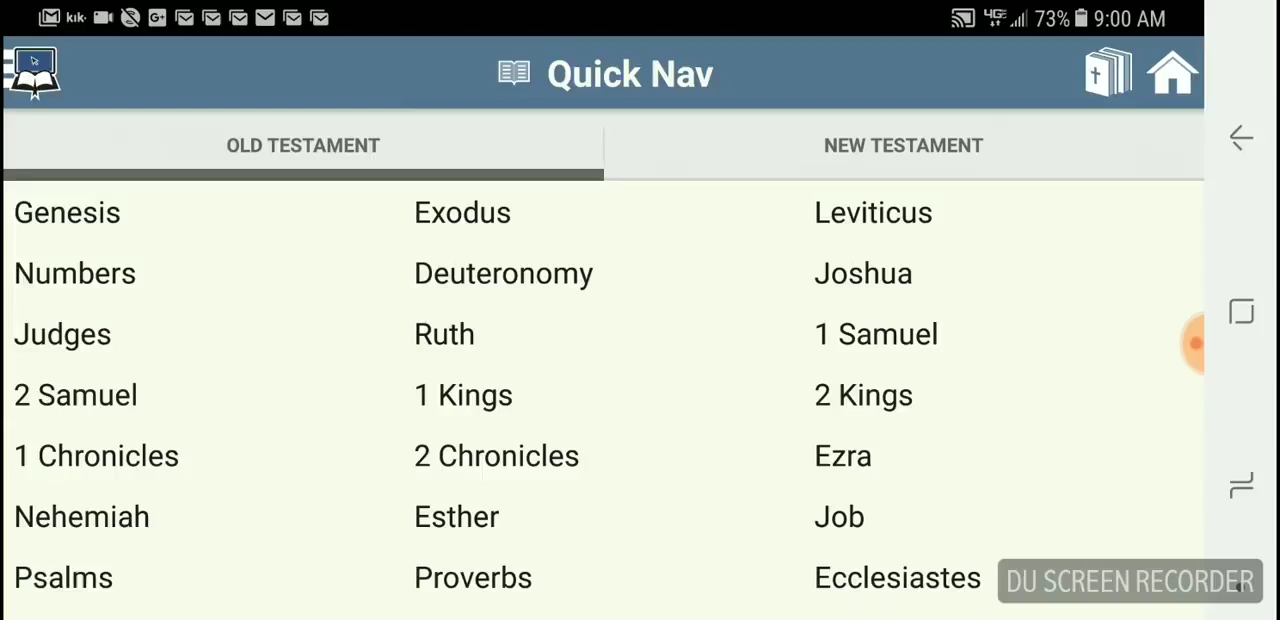 kik. G+ 4GE 73% 9:00 AM
Quick Nav
OLD TESTAMENT NEW TESTAMENT
Genesis Exodus Leviticus
Numbers Deuteronomy Joshua
Judges Ruth 1 Samuel
2 Samuel 1 Kings 2 Kings
1 Chronicles 2 Chronicles Ezra
Nehemiah Esther Job
Psalms Proverbs Ecclesiastes
DU SCREEN RECORDER